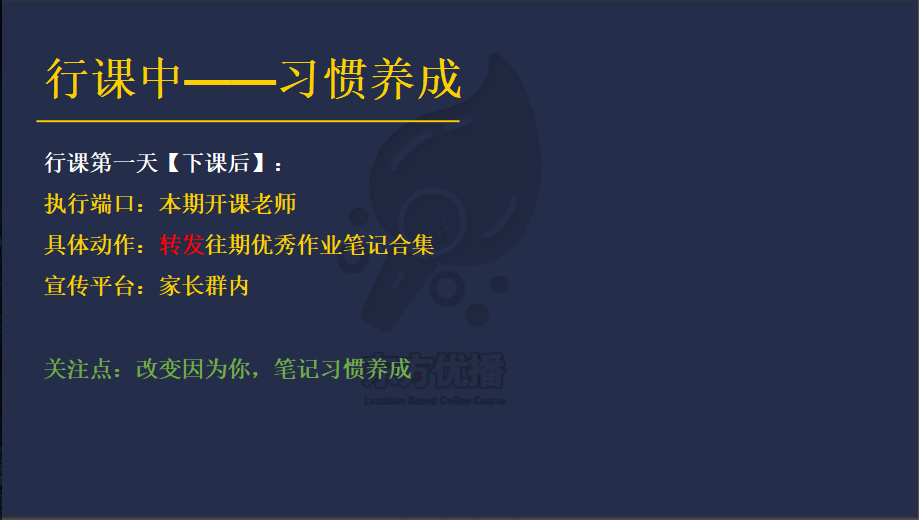 行课中——习惯养成
行课第一天【下课后】：
执行端口：本期开课老师
具体动作：转发往期优秀作业笔记合集
宣传平台：家长群内
关注点：改变因为你，笔记习惯养成
东方优播
Location Based Online Course